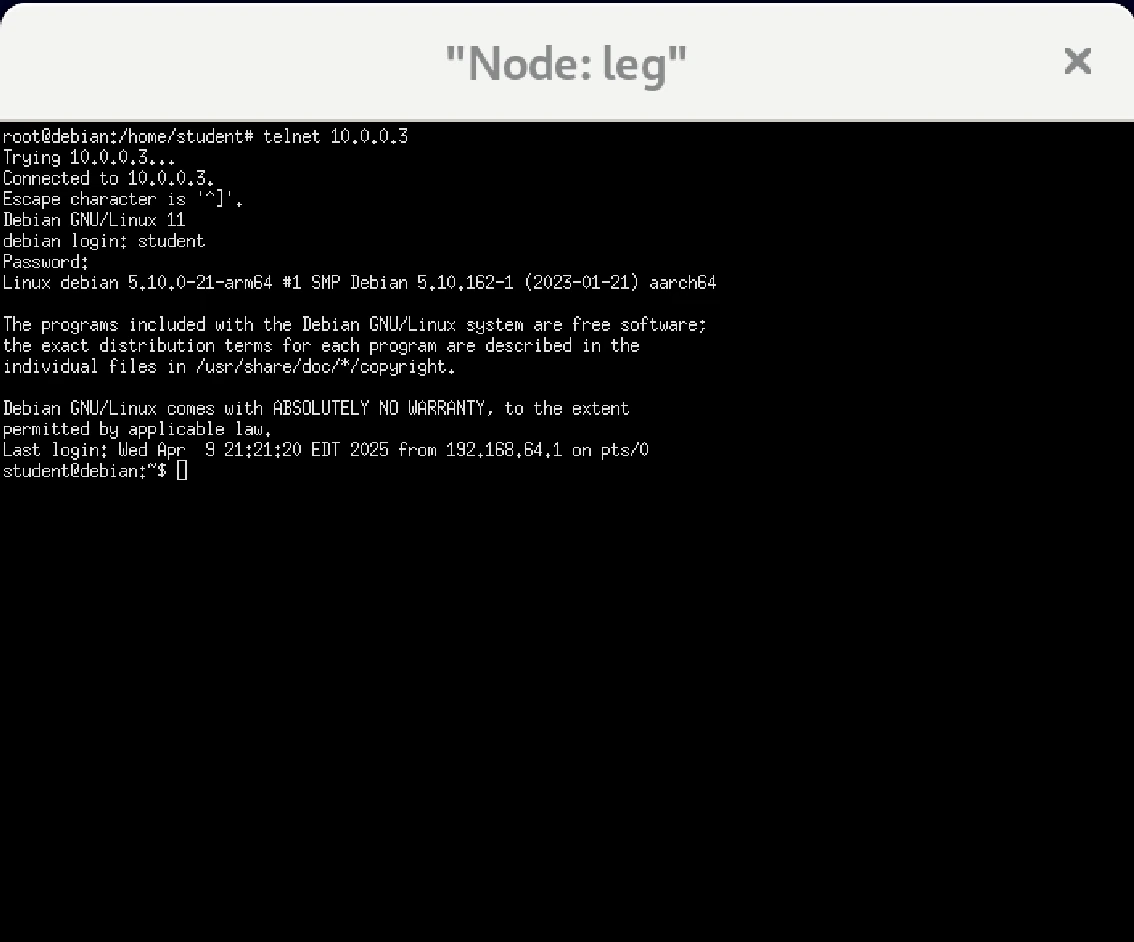 "Node: leg"
root@debian:/home/student# telnet 10.0.0.3
Trying 10.0.0.3...
Connected to 10.0.0.3.
Escape character is '^]'.
Debian GNU/Linux 11
debian login: student
Password:
Linux debian 5.10.0-21-arm64 #1 SMP Debian 5.10.162-1 (2023-01-21) aarch64

The programs included with the Debian GNU/Linux system are free software;
the exact distribution terms for each program are described in the
individual files in /usr/share/doc/*/copyright.

Debian GNU/Linux comes with ABSOLUTELY NO WARRANTY, to the extent
permitted by applicable law.
Last login: Wed Apr  9 21:21:20 EDT 2025 from 192.168.64.1 on pts/0
student@debian:~$